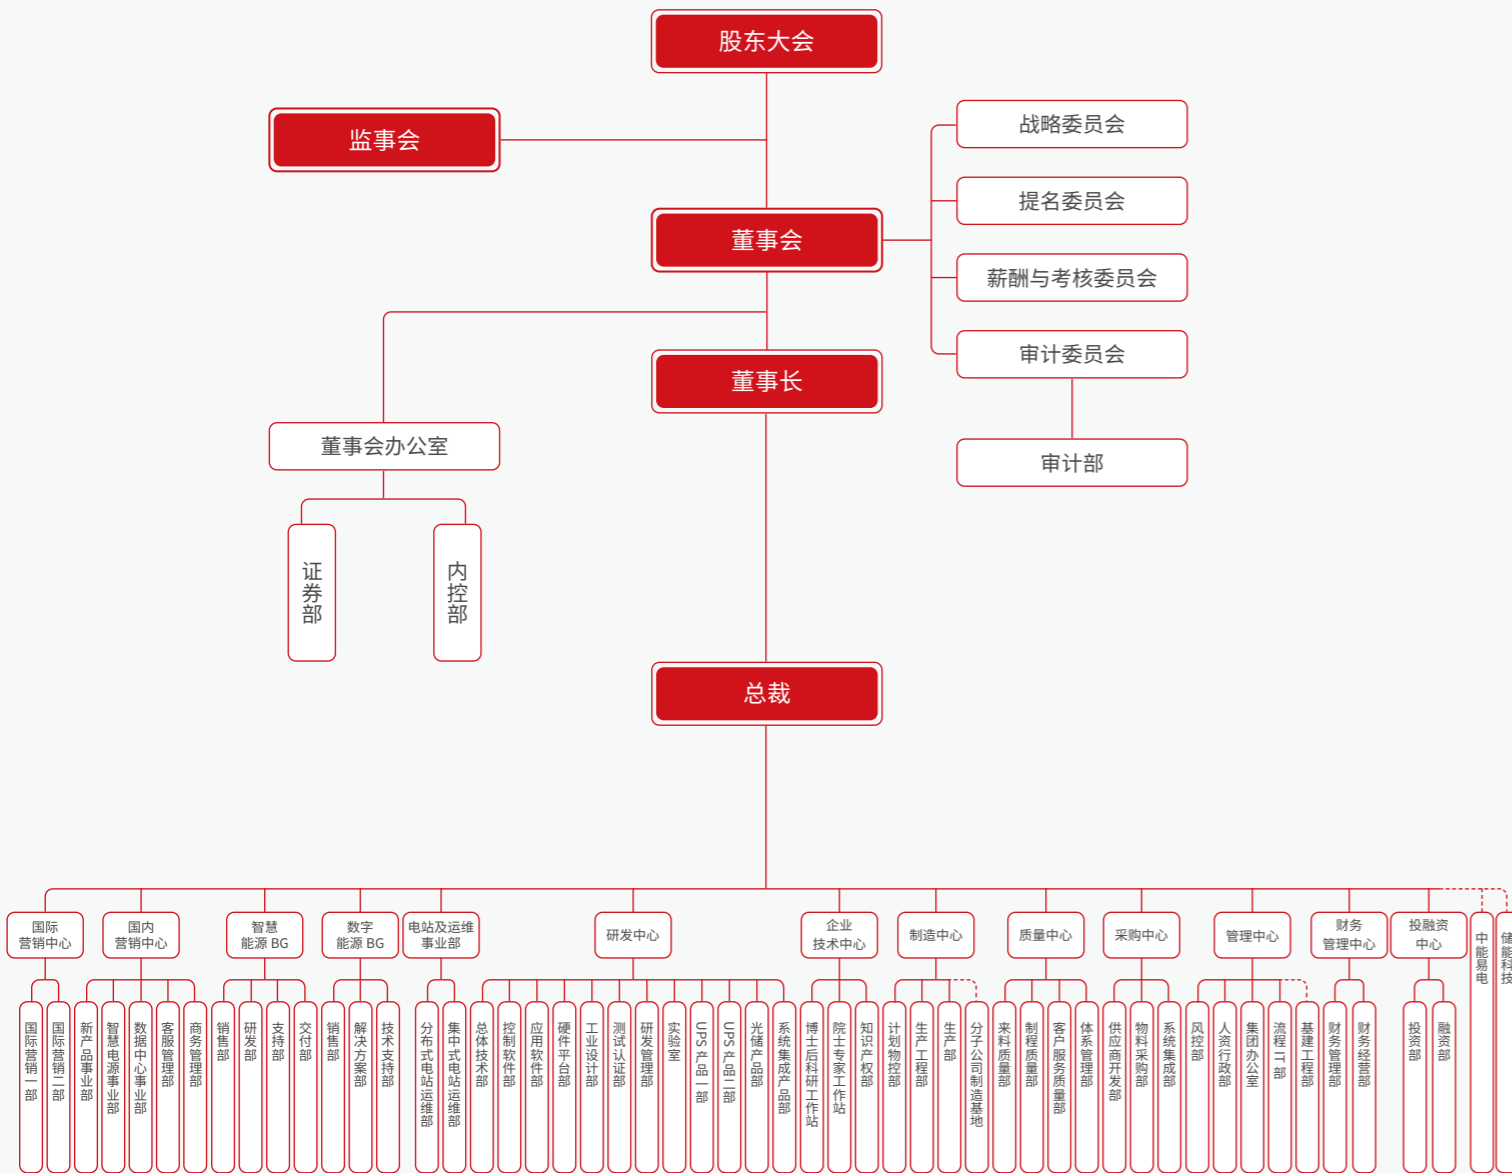 股东大会
监事会
战略委员会
提名委员会
董事会
薪酬与考核委员会
审计委员会
董事长
董事会办公室
审计部
证券部
内控部
总裁
国际
营销中心
国内
营销中心
智慧
能源 BG
数字
能源 BG
电站及运维
事业部
研发中心
企业
技术中心
制造中心
质量中心
采购中心
管理中心
财务
管理中心
投融资
中心
中能易电
储能科技
国际营销一部
国际营销二部
新产品事业部
智慧电源事业部
数据中心事业部
客服管理部
商务管理部
销售部
研发部
支持部
交付部
销售部
解决方案部
技术支持部
分布式电站运维部
集中式电站运维部
总体技术部
控制软件部
应用软件部
硬件平台部
工业设计部
测试认证部
研发管理部
实验室
UPS 产品一部
UPS 产品二部
光储产品部
系统集成产品部
博士后科研工作站
院士专家工作站
知识产权部
计划物控部
生产工程部
生产部
分子公司制造基地
来料质量部
制程质量部
客户服务质量部
体系管理部
供应商开发部
物料采购部
系统集成部
风控部
人资行政部
集团办公室
流程 IT 部
基建工程部
财务管理部
财务经营部
投资部
融资部